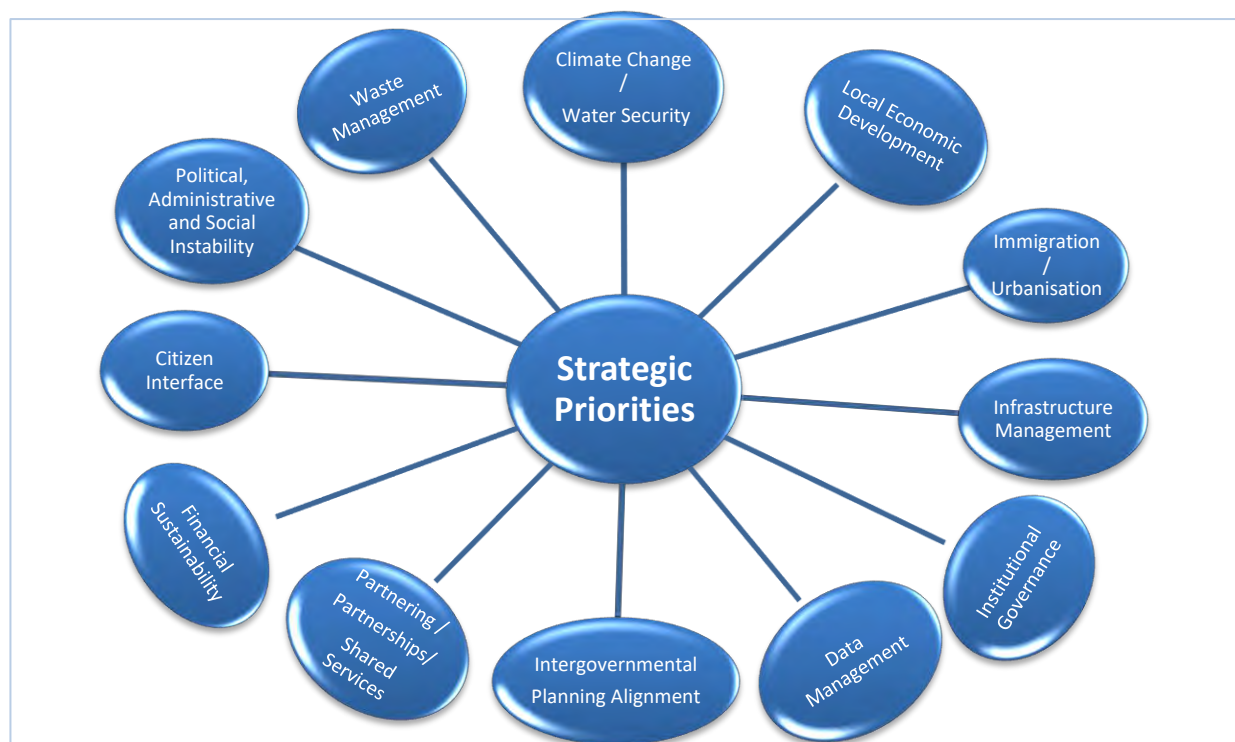 Climate Change
/
Water Security
Local Economic
Development
Immigration
/
Urbanisation
Infrastructure
Management
Institutional
Governance
Data
Management
Intergovernmental
Planning Alignment
Partnering /
Partnerships/
Shared
Services
Financial
Sustainability
Citizen
Interface
Political,
Administrative
and Social
Instability
Waste
Management
Strategic
Priorities